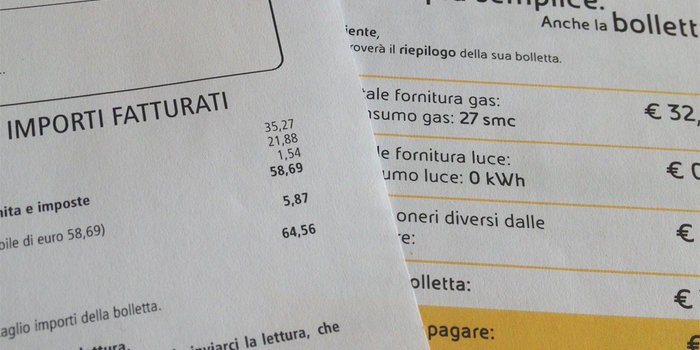 IMPORTI FATTURATI
35,27
21,88
1,54
58,69
nita e imposte 5,87
bile di euro 58,69) 64,56
aglio importi della bolletta.
inviarci la lettura, che
semplice.
Anche la bollett
iente,
roverà il riepilogo della sua bolletta.
ale fornitura gas: € 32,
nsumo gas: 27 smc
le fornitura luce: € 0
umo luce: 0 kWh
oneri diversi dalle €
re:
olletta: €
pagare: €